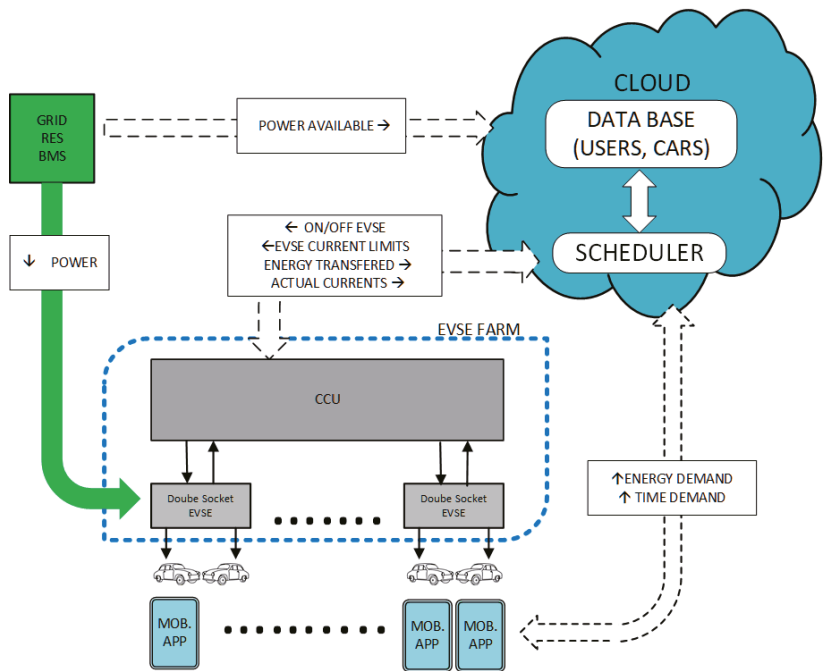 CLOUD
DATA BASE
(USERS, CARS)
SCHEDULER
GRID
RES
BMS
POWER AVAILABLE →
↓ POWER
← ON/OFF EVSE
←EVSE CURRENT LIMITS
ENERGY TRANSFERED →
ACTUAL CURRENTS →
EVSE FARM
CCU
Doube Socket
EVSE
Doube Socket
EVSE
↑ENERGY DEMAND
↑ TIME DEMAND
MOB.
APP
MOB.
APP
MOB.
APP